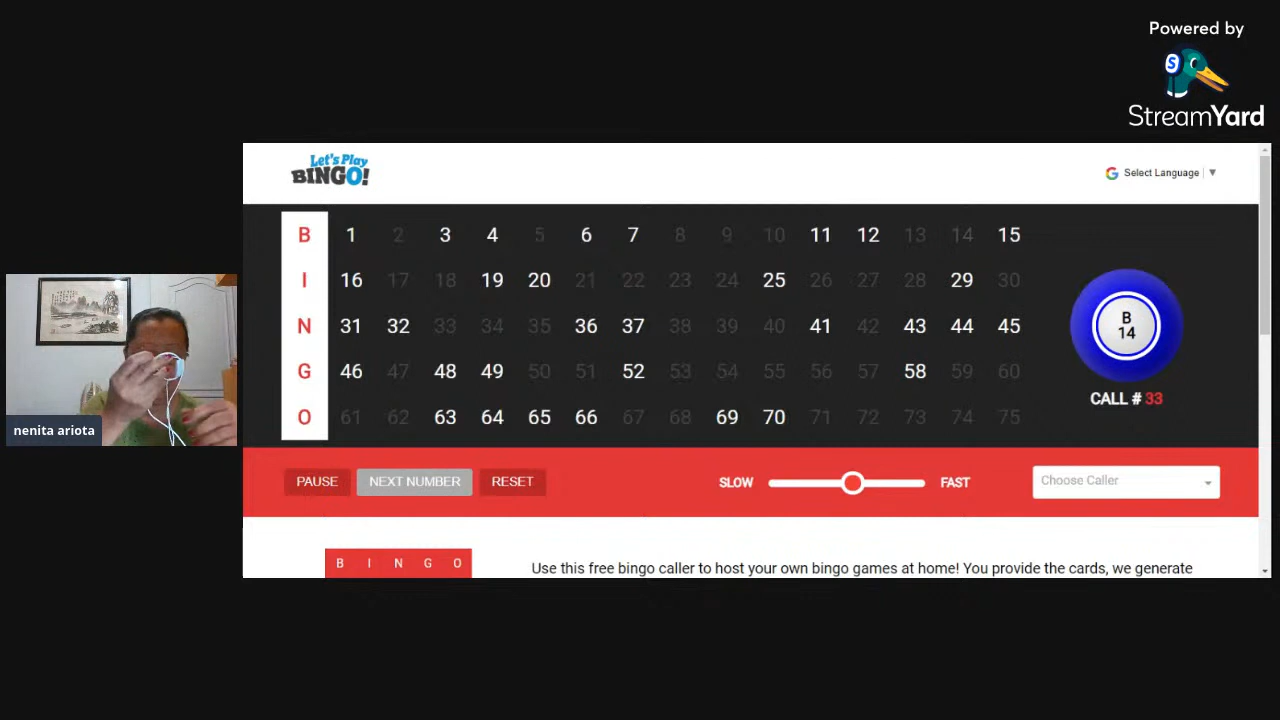 Powered by
S
StreamYard
Let's Play
BINGO!
Select Language ▼
B 1 2 3 4 5 6 7 8 9 10 11 12 13 14 15
I 16 17 18 19 20 21 22 23 24 25 26 27 28 29 30
N 31 32 33 34 35 36 37 38 39 40 41 42 43 44 45
G 46 47 48 49 50 51 52 53 54 55 56 57 58 59 60
O 61 62 63 64 65 66 67 68 69 70 71 72 73 74 75
B
14
CALL # 33
nenita ariota
PAUSE NEXT NUMBER RESET SLOW FAST Choose Caller
B I N G O
Use this free bingo caller to host your own bingo games at home! You provide the cards, we generate